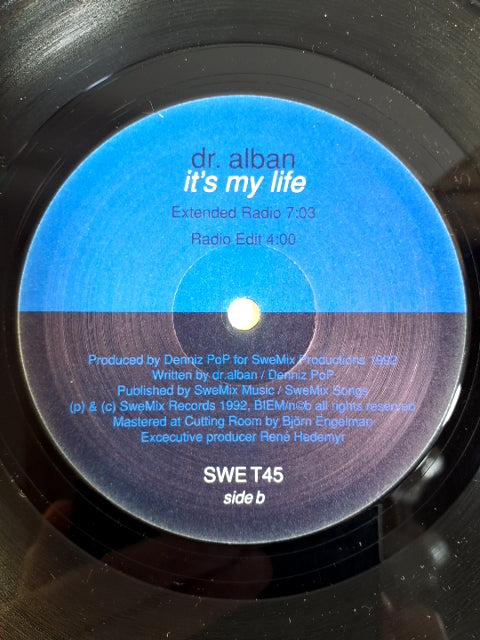 dr. alban
it's my life
Extended Radio 7:03
Radio Edit 4:00
Produced by Denniz PoP for SweMix Productions 1992
Written by dr.alban / Denniz PoP
Published by SweMix Music / SweMix Songs
(p) & (c) SweMix Records 1992, BIEM/n©b all rights reserved
Mastered at Cutting Room by Björn Engelman
Excecutive producer René Hedemyr
SWE T45
side b